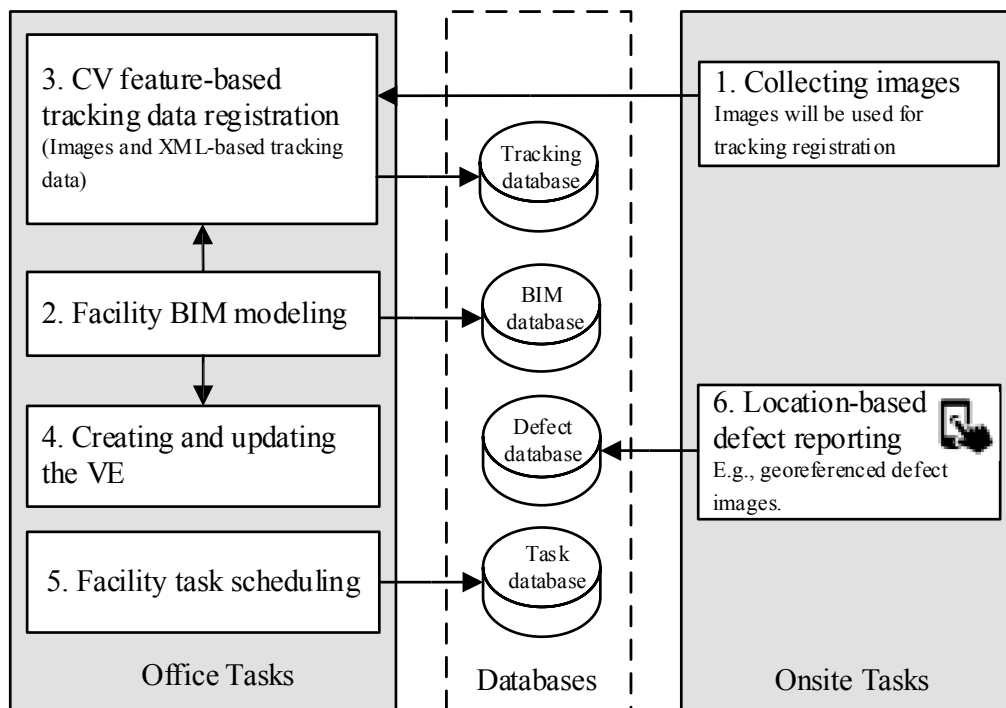 3. CV feature-based
tracking data registration
(Images and XML-based tracking
data)
2. Facility BIM modeling
4. Creating and updating
the VE
5. Facility task scheduling
Office Tasks
Tracking
database
BIM
database
Defect
database
Task
database
Databases
1. Collecting images
Images will be used for
tracking registration
6. Location-based
defect reporting
E.g., georeferenced defect
images.
Onsite Tasks